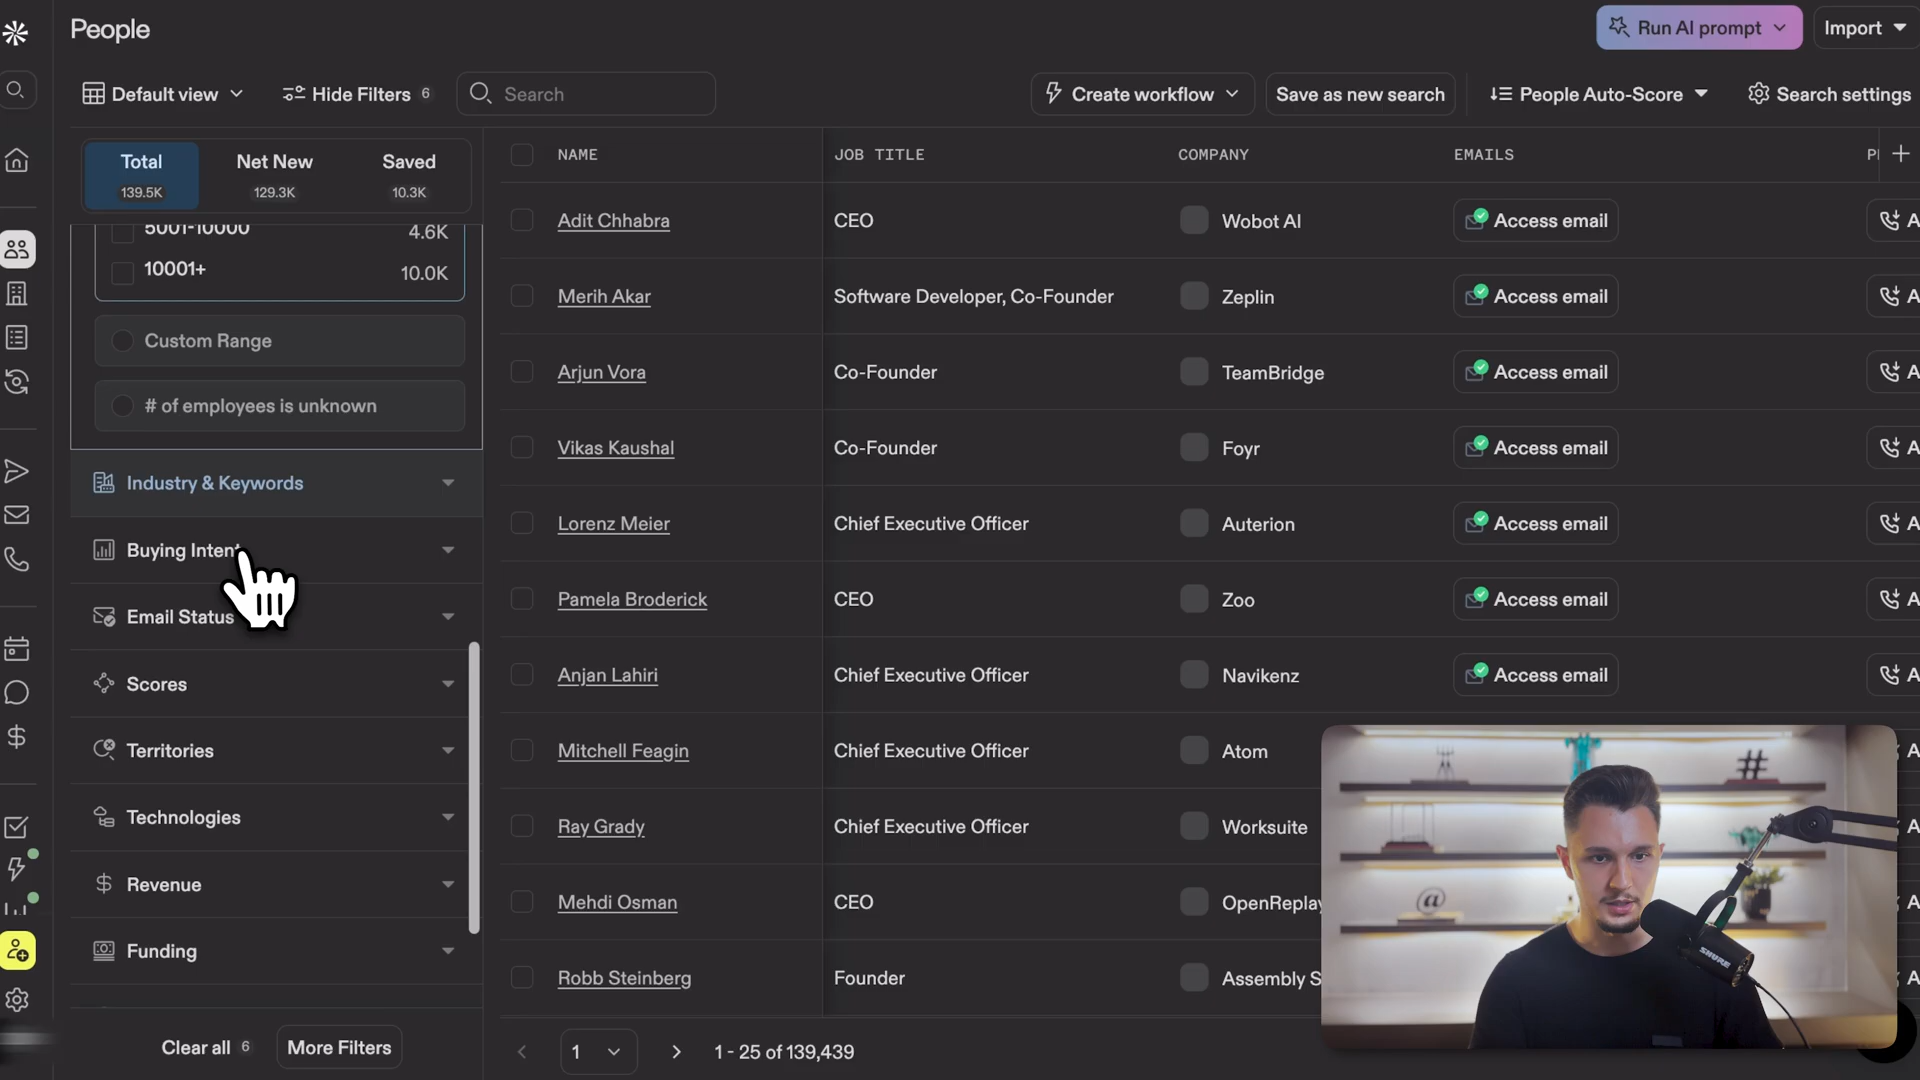 People
Run AI prompt
Import
Default view
Hide Filters 6
Search
Create workflow
Save as new search
People Auto-Score
Search settings
Total
139.5K
Net New
129.3K
Saved
10.3K
5001-10000 4.6K
10001+ 10.0K
Custom Range
# of employees is unknown
Industry & Keywords
Buying Intent
Email Status
Scores
Territories
Technologies
Revenue
Funding
Clear all 6
More Filters
NAME JOB TITLE COMPANY EMAILS
Adit Chhabra CEO Wobot AI Access email A
Merih Akar Software Developer, Co-Founder Zeplin Access email A
Arjun Vora Co-Founder TeamBridge Access email A
Vikas Kaushal Co-Founder Foyr Access email A
Lorenz Meier Chief Executive Officer Auterion Access email A
Pamela Broderick CEO Zoo Access email A
Anjan Lahiri Chief Executive Officer Navikenz Access email A
Mitchell Feagin Chief Executive Officer Atom A
Ray Grady Chief Executive Officer Worksuite A
Mehdi Osman CEO OpenReplay A
Robb Steinberg Founder Assembly S A
1
1 - 25 of 139,439
@
#
SHURE